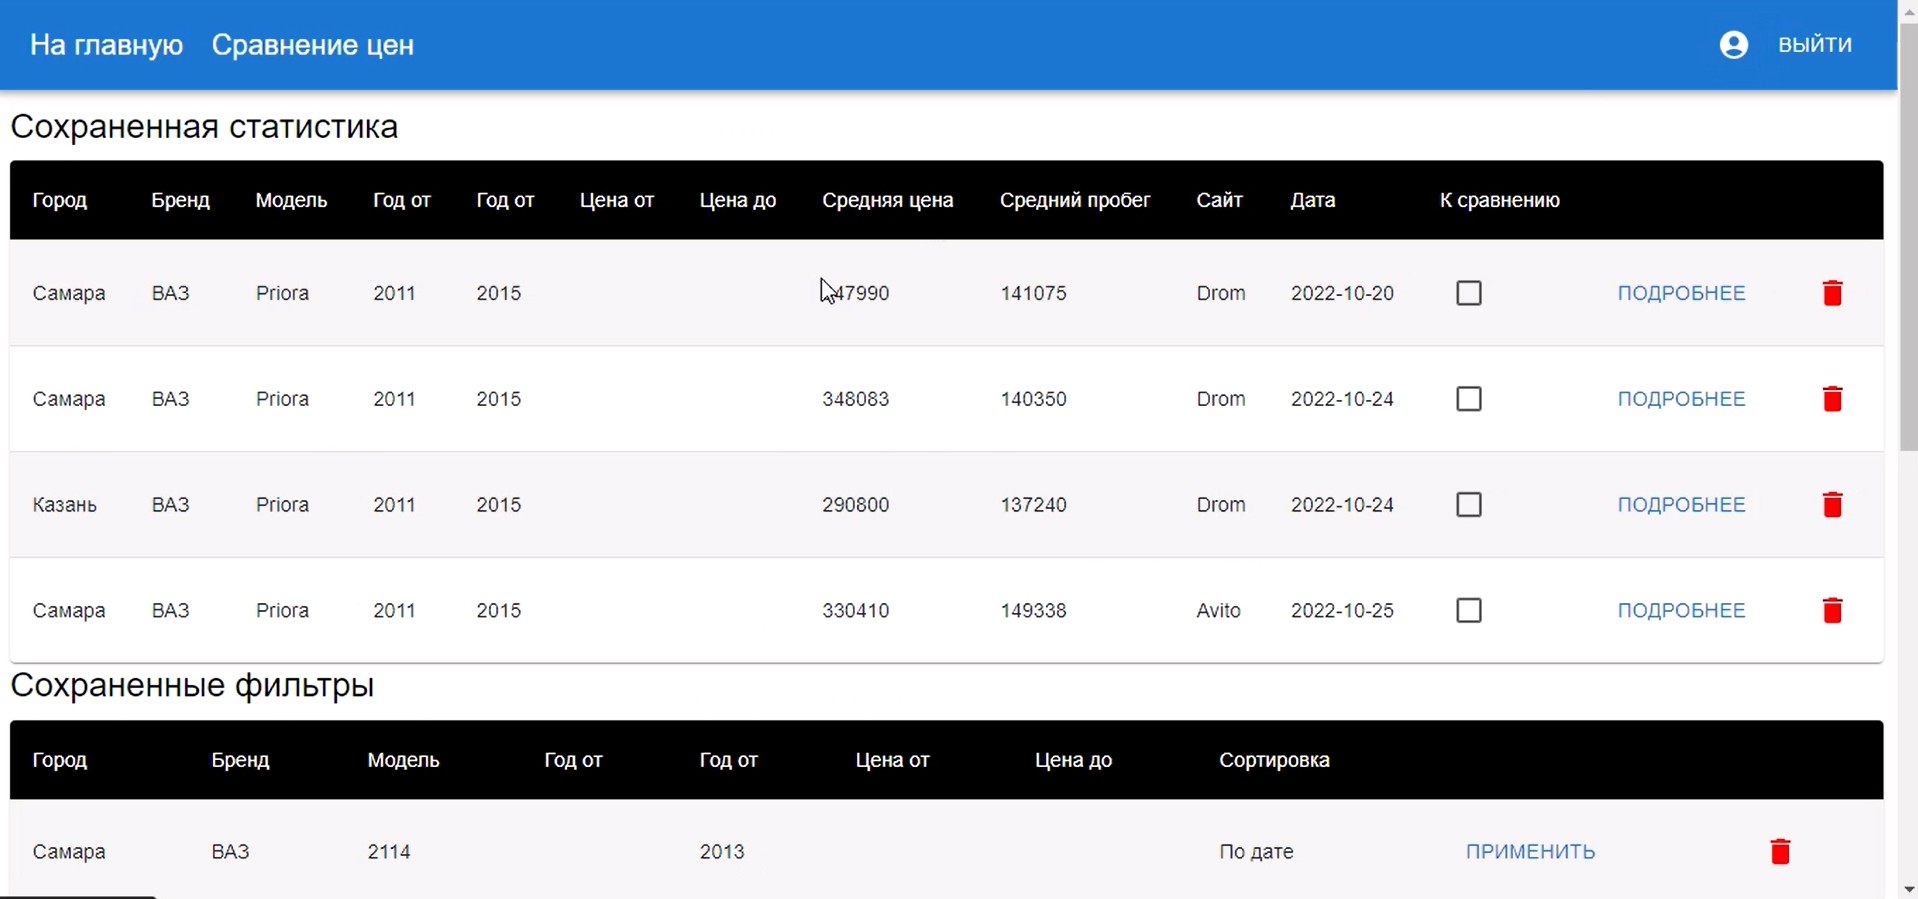 На главную Сравнение цен ВЫЙТИ
Сохраненная статистика
Город Бренд Модель Год от Год от Цена от Цена до Средняя цена Средний пробег Сайт Дата К сравнению
Самара ВАЗ Priora 2011 2015 141075 Drom 2022-10-20 ПОДРОБНЕЕ
Самара ВАЗ Priora 2011 2015 348083 140350 Drom 2022-10-24 ПОДРОБНЕЕ
Казань ВАЗ Priora 2011 2015 290800 137240 Drom 2022-10-24 ПОДРОБНЕЕ
Самара ВАЗ Priora 2011 2015 330410 149338 Avito 2022-10-25 ПОДРОБНЕЕ
Сохраненные фильтры
Город Бренд Модель Год от Год от Цена от Цена до Сортировка
Самара ВАЗ 2114 2013 По дате ПРИМЕНИТЬ